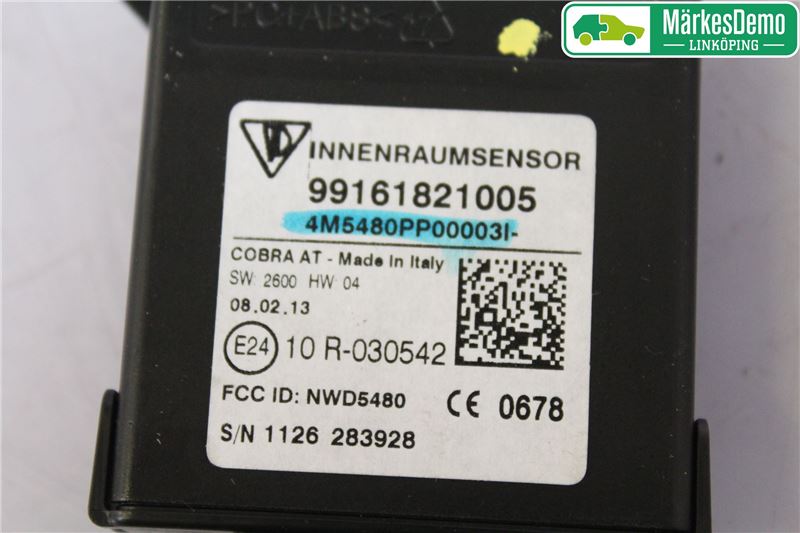 >PC+ABS<
MärkesDemo
LINKÖPING
INNENRAUMSENSOR
99161821005
4M5480PP00003I-
COBRA AT - Made In Italy
SW: 2600 HW: 04
08.02.13
E24 10 R-030542
FCC ID: NWD5480 CE 0678
S/N 1126 283928